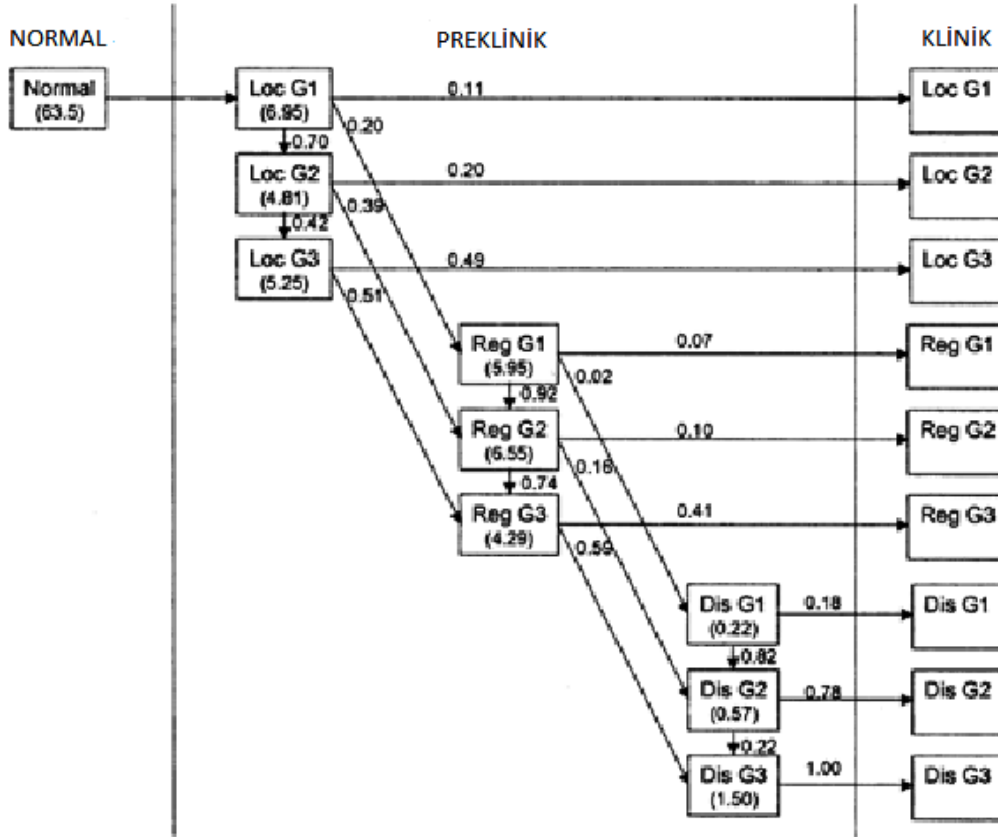 NORMAL
PREKLİNİK
KLİNİK
Normal
(63.5)
Loc G1
(6.95)
0.11
Loc G1
0.20
0.70
Loc G2
(4.81)
0.20
Loc G2
0.39
0.42
Loc G3
(5.25)
0.49
Loc G3
0.51
Reg G1
(5.95)
0.07
Reg G1
0.02
0.92
Reg G2
(6.55)
0.10
Reg G2
0.16
0.74
Reg G3
(4.29)
0.41
Reg G3
0.59
Dis G1
(0.22)
0.18
Dis G1
0.82
Dis G2
(0.57)
0.78
Dis G2
0.22
Dis G3
(1.50)
1.00
Dis G3